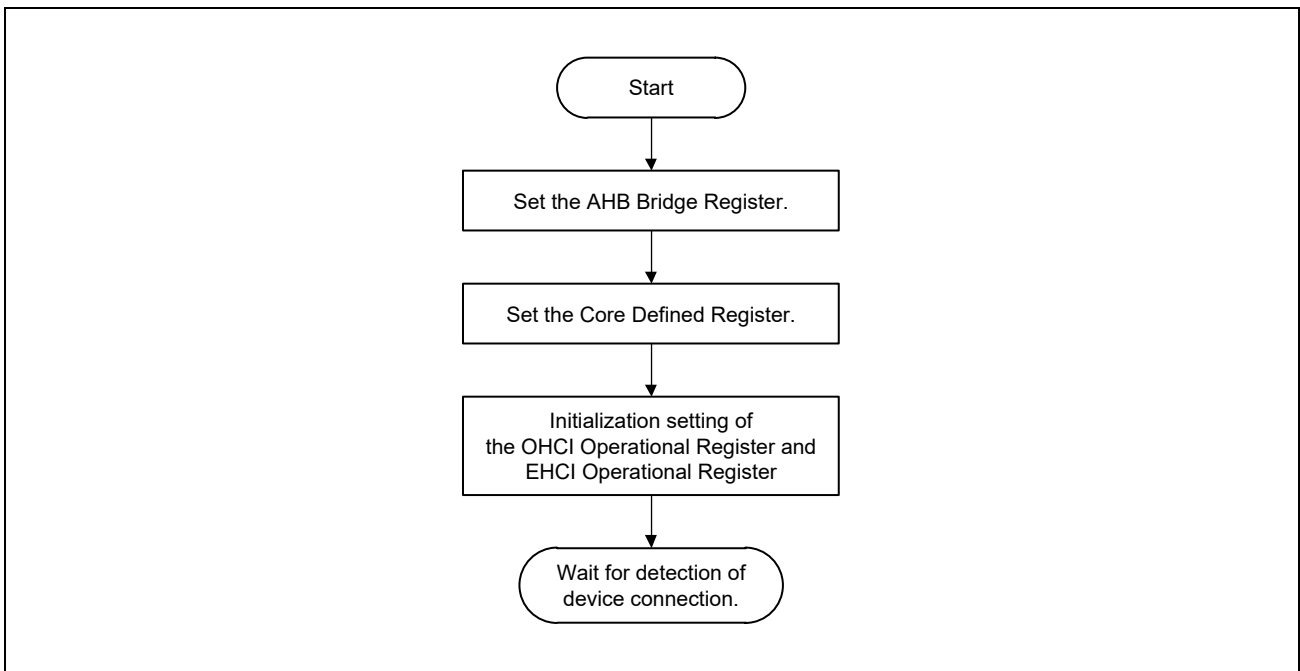 Start
Set the AHB Bridge Register.
Set the Core Defined Register.
Initialization setting of
the OHCI Operational Register and
EHCI Operational Register
Wait for detection of
device connection.